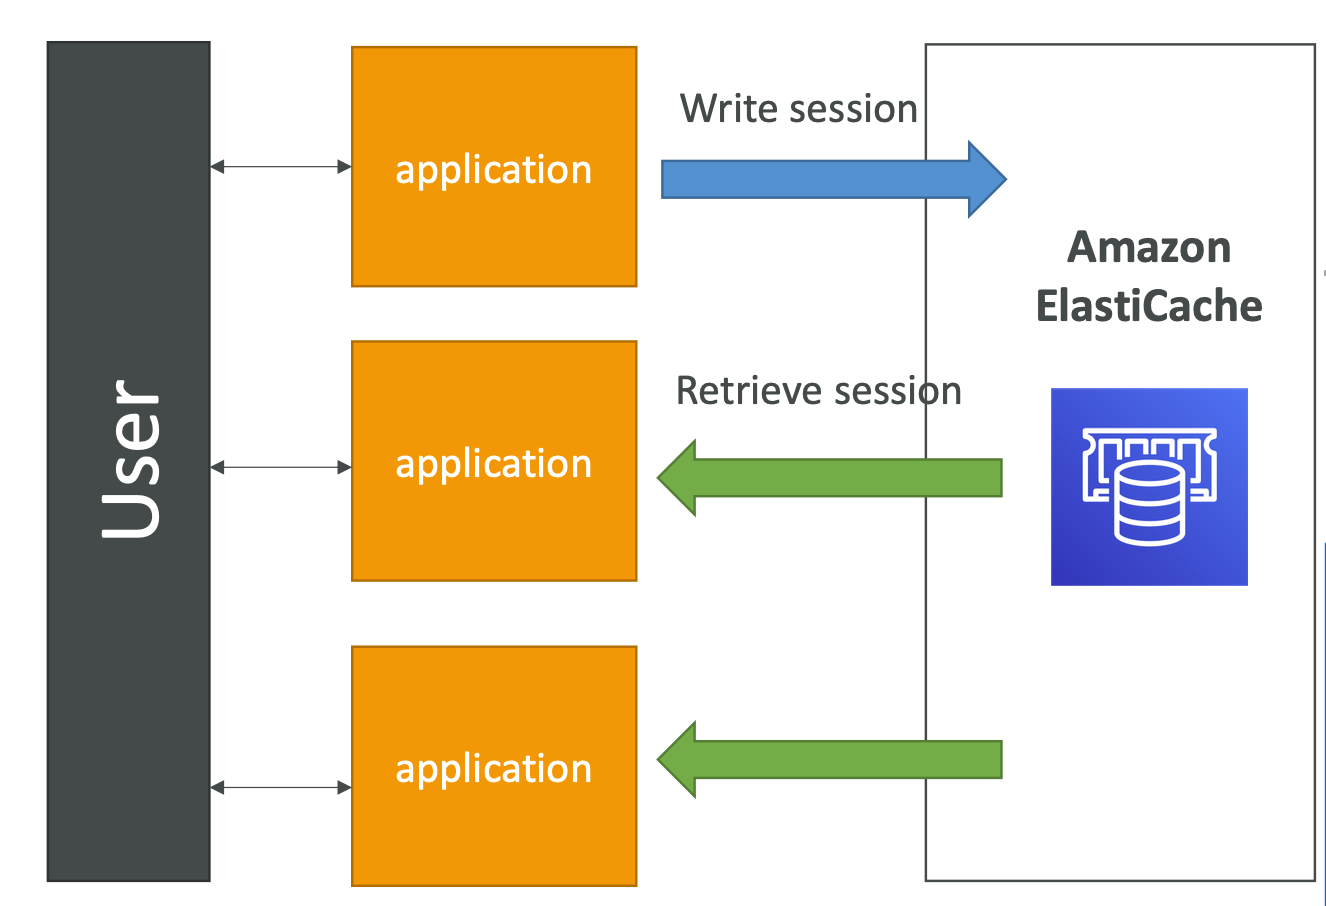 User
application
Write session
Amazon
ElastiCache
application
Retrieve session
application